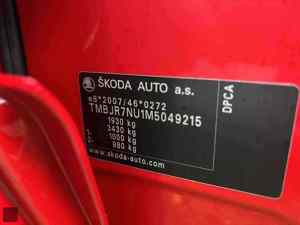 ŠKODA AUTO a.s.
e8*2007/46*0272
TMBJR7NU1M5049215
1930 kg
3430 kg
1- 1000 kg
2- 980 kg
www.skoda-auto.com
DPCA